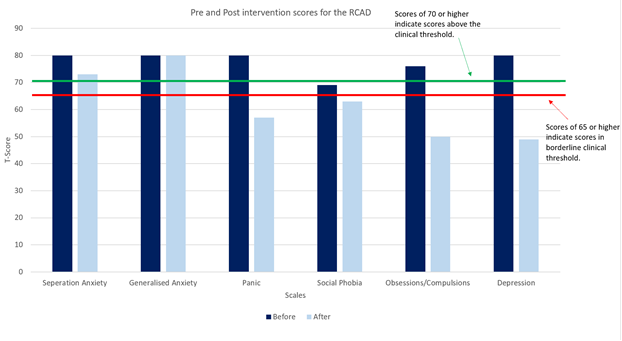 Pre and Post intervention scores for the RCAD
Scores of 70 or higher
indicate scores above the
clinical threshold.
90
80
70
60
50
40
30
20
10
0
T-Score
Scores of 65 or higher
indicate scores in
borderline clinical
threshold.
Seperation Anxiety
Generalised Anxiety
Panic
Social Phobia
Obsessions/Compulsions
Depression
Scales
Before
After